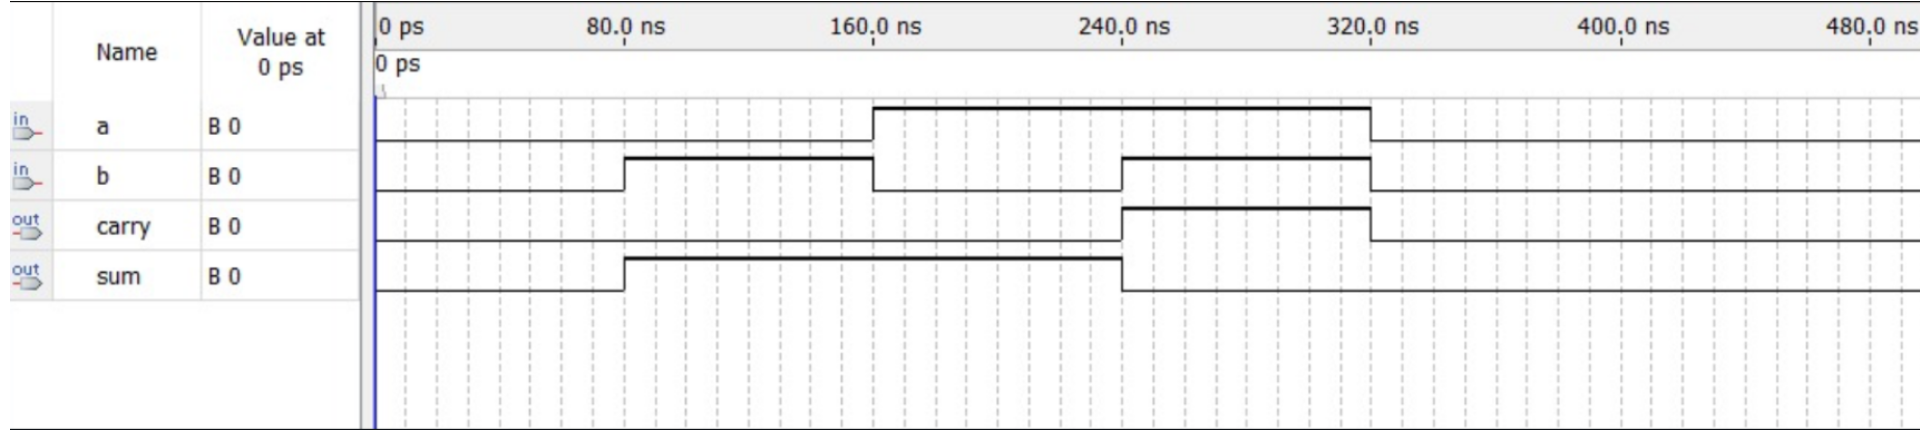 0 ps 80.0 ns 160.0 ns 240.0 ns 320.0 ns 400.0 ns 480.0 ns
Name
Value at
0 ps
0 ps
in a B 0
in b B 0
out carry B 0
out sum B 0